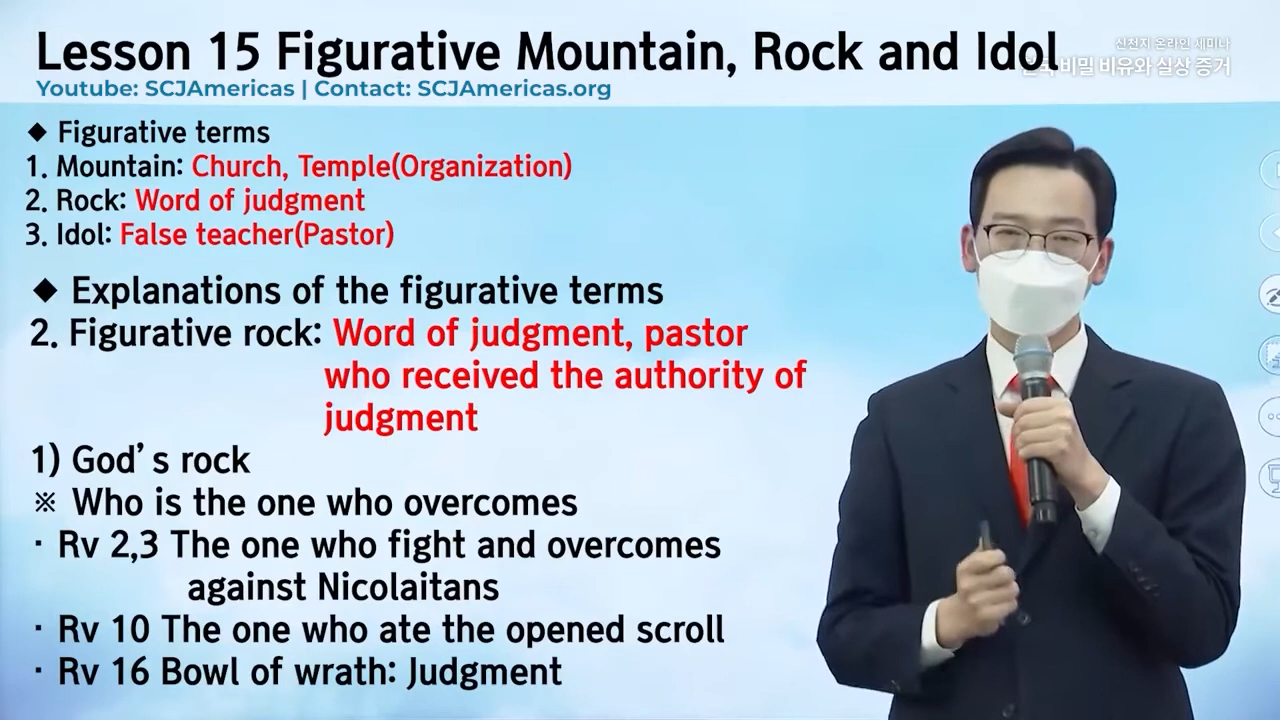 Lesson 15 Figurative Mountain, Rock and Idol
신천지 온라인 세미나
비밀 비유와 실상 증거
Youtube: SCJAmericas | Contact: SCJAmericas.org
◆ Figurative terms
1. Mountain: Church, Temple(Organization)
2. Rock: Word of judgment
3. Idol: False teacher(Pastor)
◆ Explanations of the figurative terms
2. Figurative rock: Word of judgment, pastor
who received the authority of
judgment
1) God's rock
※ Who is the one who overcomes
· Rv 2,3 The one who fight and overcomes
against Nicolaitans
· Rv 10 The one who ate the opened scroll
· Rv 16 Bowl of wrath: Judgment